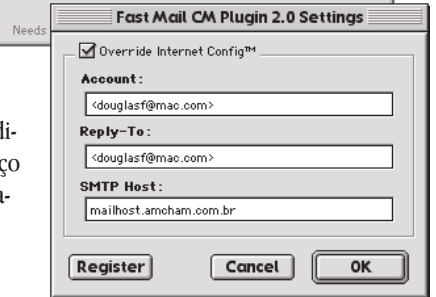 Needs
Fast Mail CM Plugin 2.0 Settings
Override Internet Config™
Account:
<douglasf@mac.com>
Reply-To:
<douglasf@mac.com>
SMTP Host:
mailhost.amcham.com.br
Register Cancel OK
di-
ço
a-